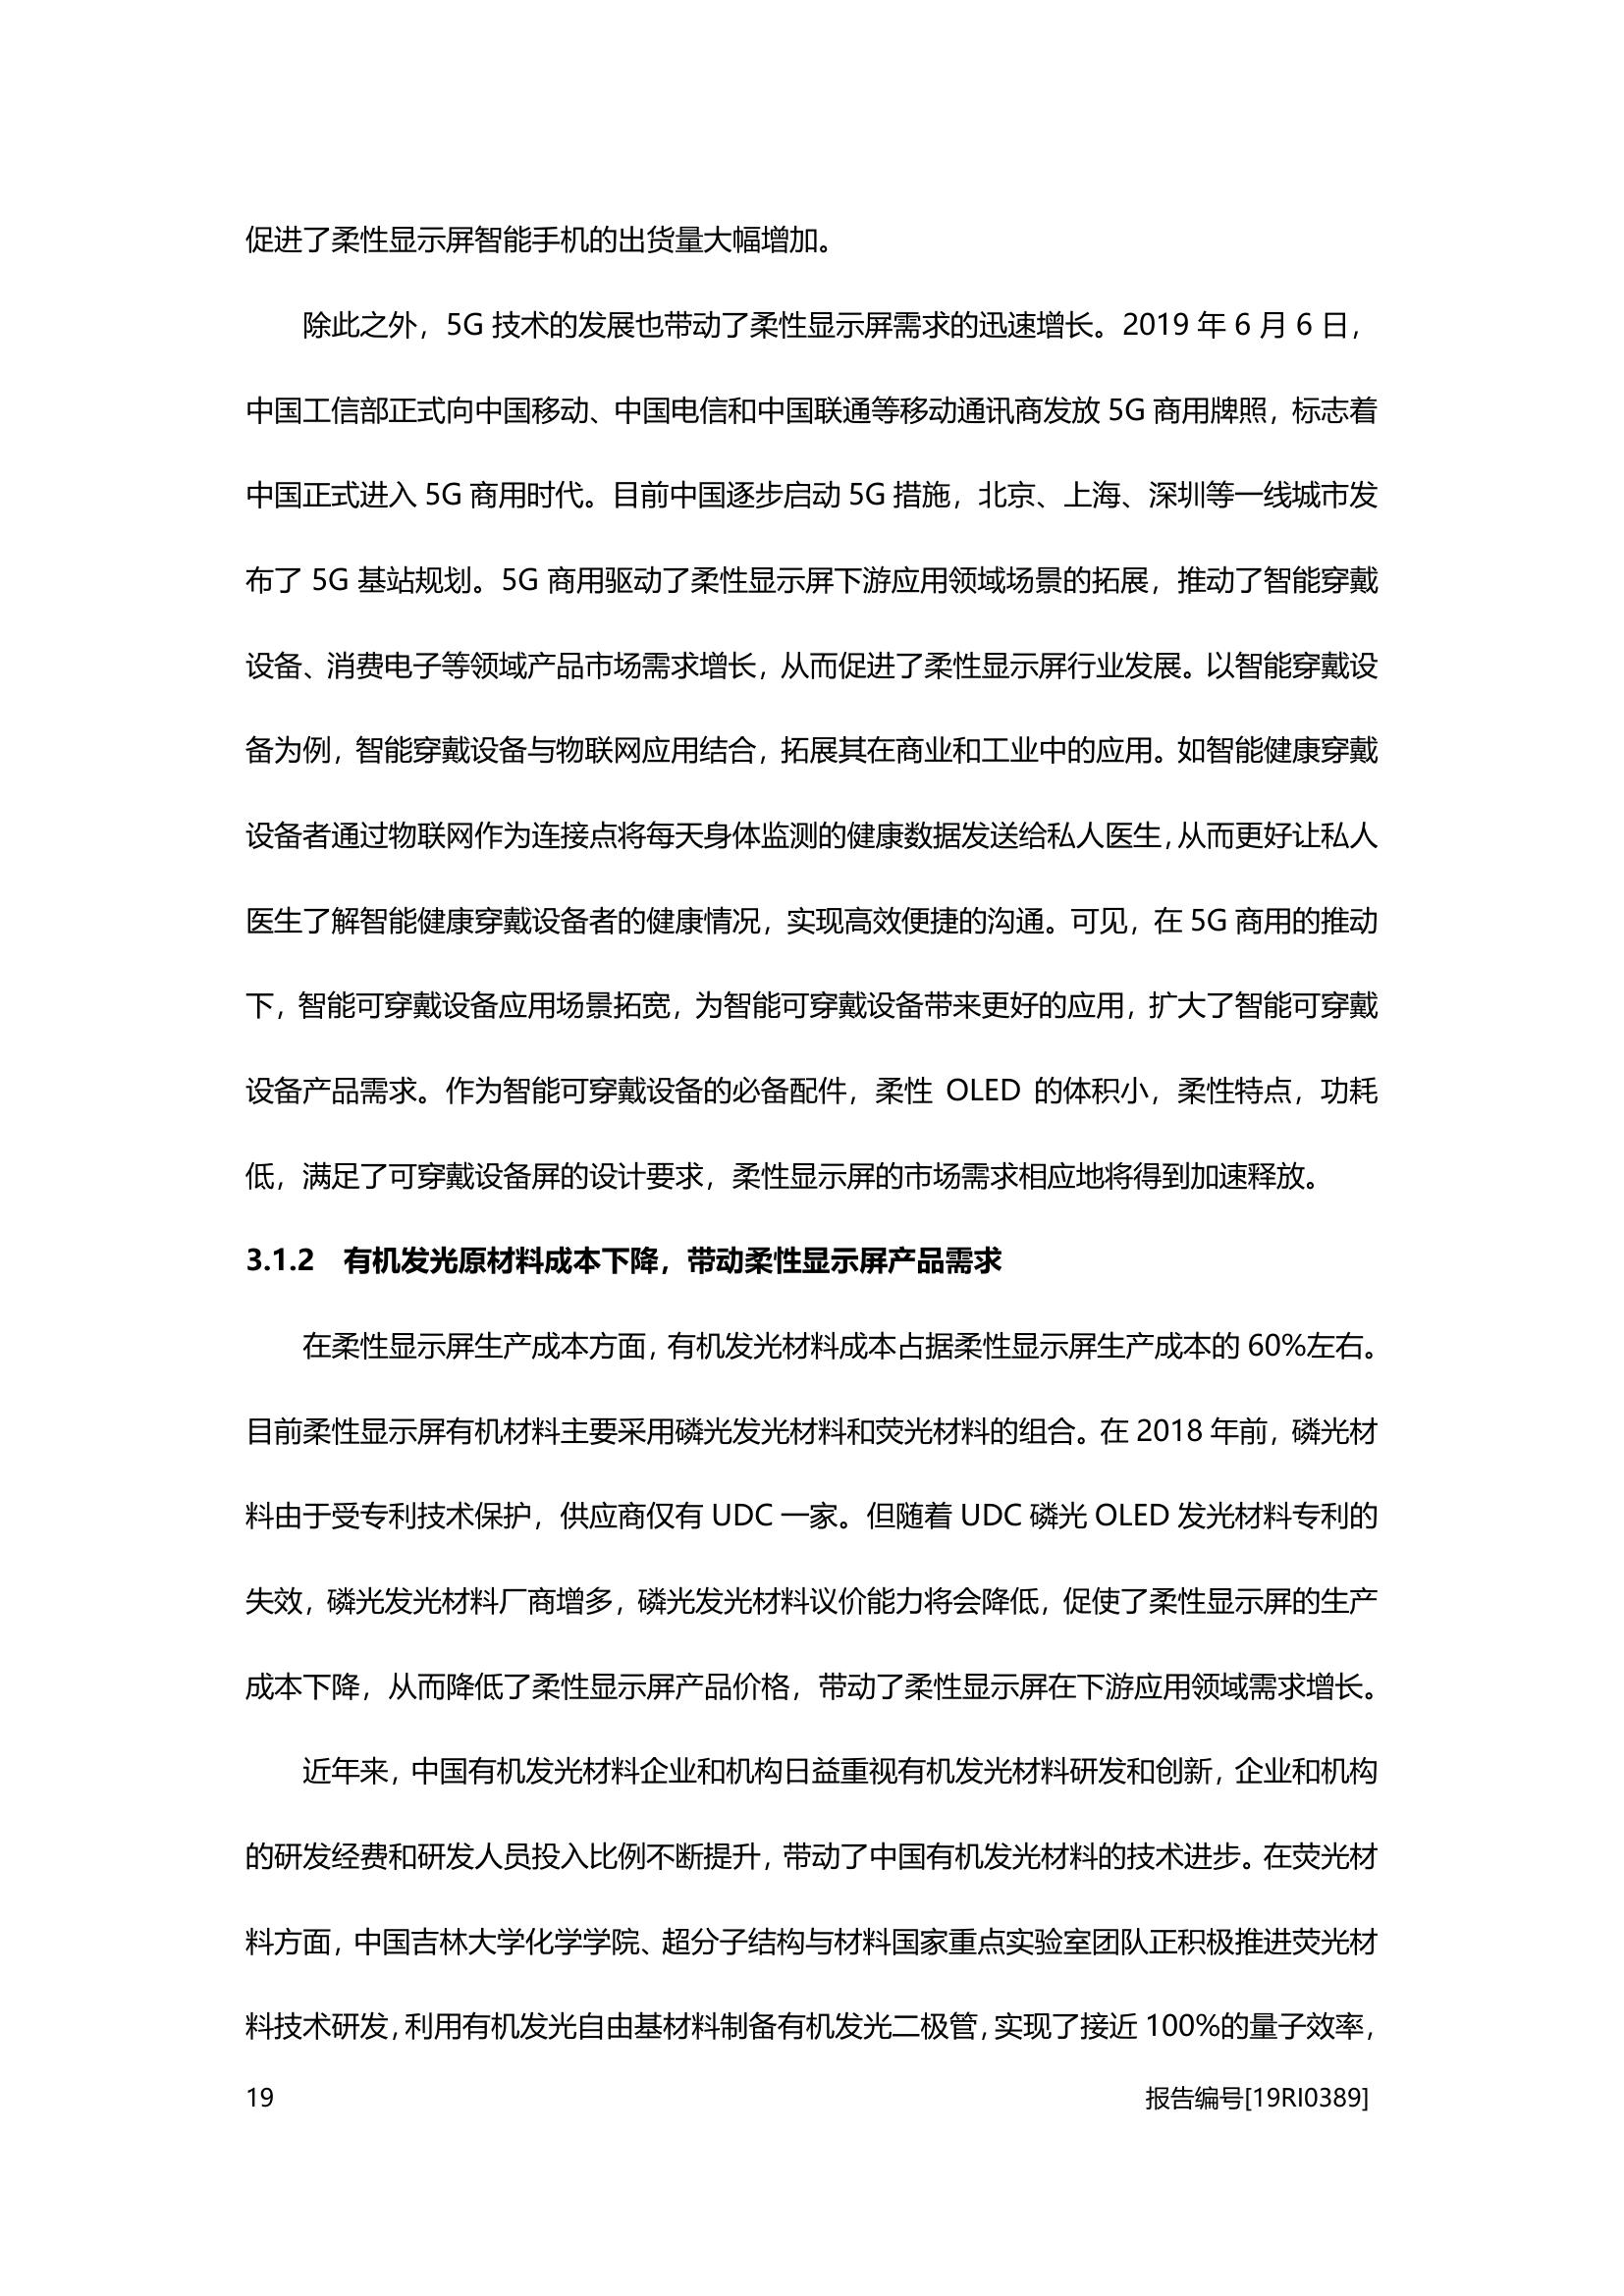 促进了柔性显示屏智能手机的出货量大幅增加。
除此之外，5G 技术的发展也带动了柔性显示屏需求的迅速增长。2019 年 6 月 6 日，
中国工信部正式向中国移动、中国电信和中国联通等移动通讯商发放 5G 商用牌照，标志着
中国正式进入 5G 商用时代。目前中国逐步启动 5G 措施，北京、上海、深圳等一线城市发
布了 5G 基站规划。5G 商用驱动了柔性显示屏下游应用领域场景的拓展，推动了智能穿戴
设备、消费电子等领域产品市场需求增长，从而促进了柔性显示屏行业发展。以智能穿戴设
备为例，智能穿戴设备与物联网应用结合，拓展其在商业和工业中的应用。如智能健康穿戴
设备者通过物联网作为连接点将每天身体监测的健康数据发送给私人医生，从而更好让私人
医生了解智能健康穿戴设备者的健康情况，实现高效便捷的沟通。可见，在 5G 商用的推动
下，智能可穿戴设备应用场景拓宽，为智能可穿戴设备带来更好的应用，扩大了智能可穿戴
设备产品需求。作为智能可穿戴设备的必备配件，柔性 OLED 的体积小，柔性特点，功耗
低，满足了可穿戴设备屏的设计要求，柔性显示屏的市场需求相应地将得到加速释放。
3.1.2 有机发光原材料成本下降，带动柔性显示屏产品需求
在柔性显示屏生产成本方面，有机发光材料成本占据柔性显示屏生产成本的 60%左右。
目前柔性显示屏有机材料主要采用磷光发光材料和荧光材料的组合。在 2018 年前，磷光材
料由于受专利技术保护，供应商仅有 UDC 一家。但随着 UDC 磷光 OLED 发光材料专利的
失效，磷光发光材料厂商增多，磷光发光材料议价能力将会降低，促使了柔性显示屏的生产
成本下降，从而降低了柔性显示屏产品价格，带动了柔性显示屏在下游应用领域需求增长。
近年来，中国有机发光材料企业和机构日益重视有机发光材料研发和创新，企业和机构
的研发经费和研发人员投入比例不断提升，带动了中国有机发光材料的技术进步。在荧光材
料方面，中国吉林大学化学学院、超分子结构与材料国家重点实验室团队正积极推进荧光材
料技术研发，利用有机发光自由基材料制备有机发光二极管，实现了接近 100%的量子效率，
19 报告编号[19RI0389]